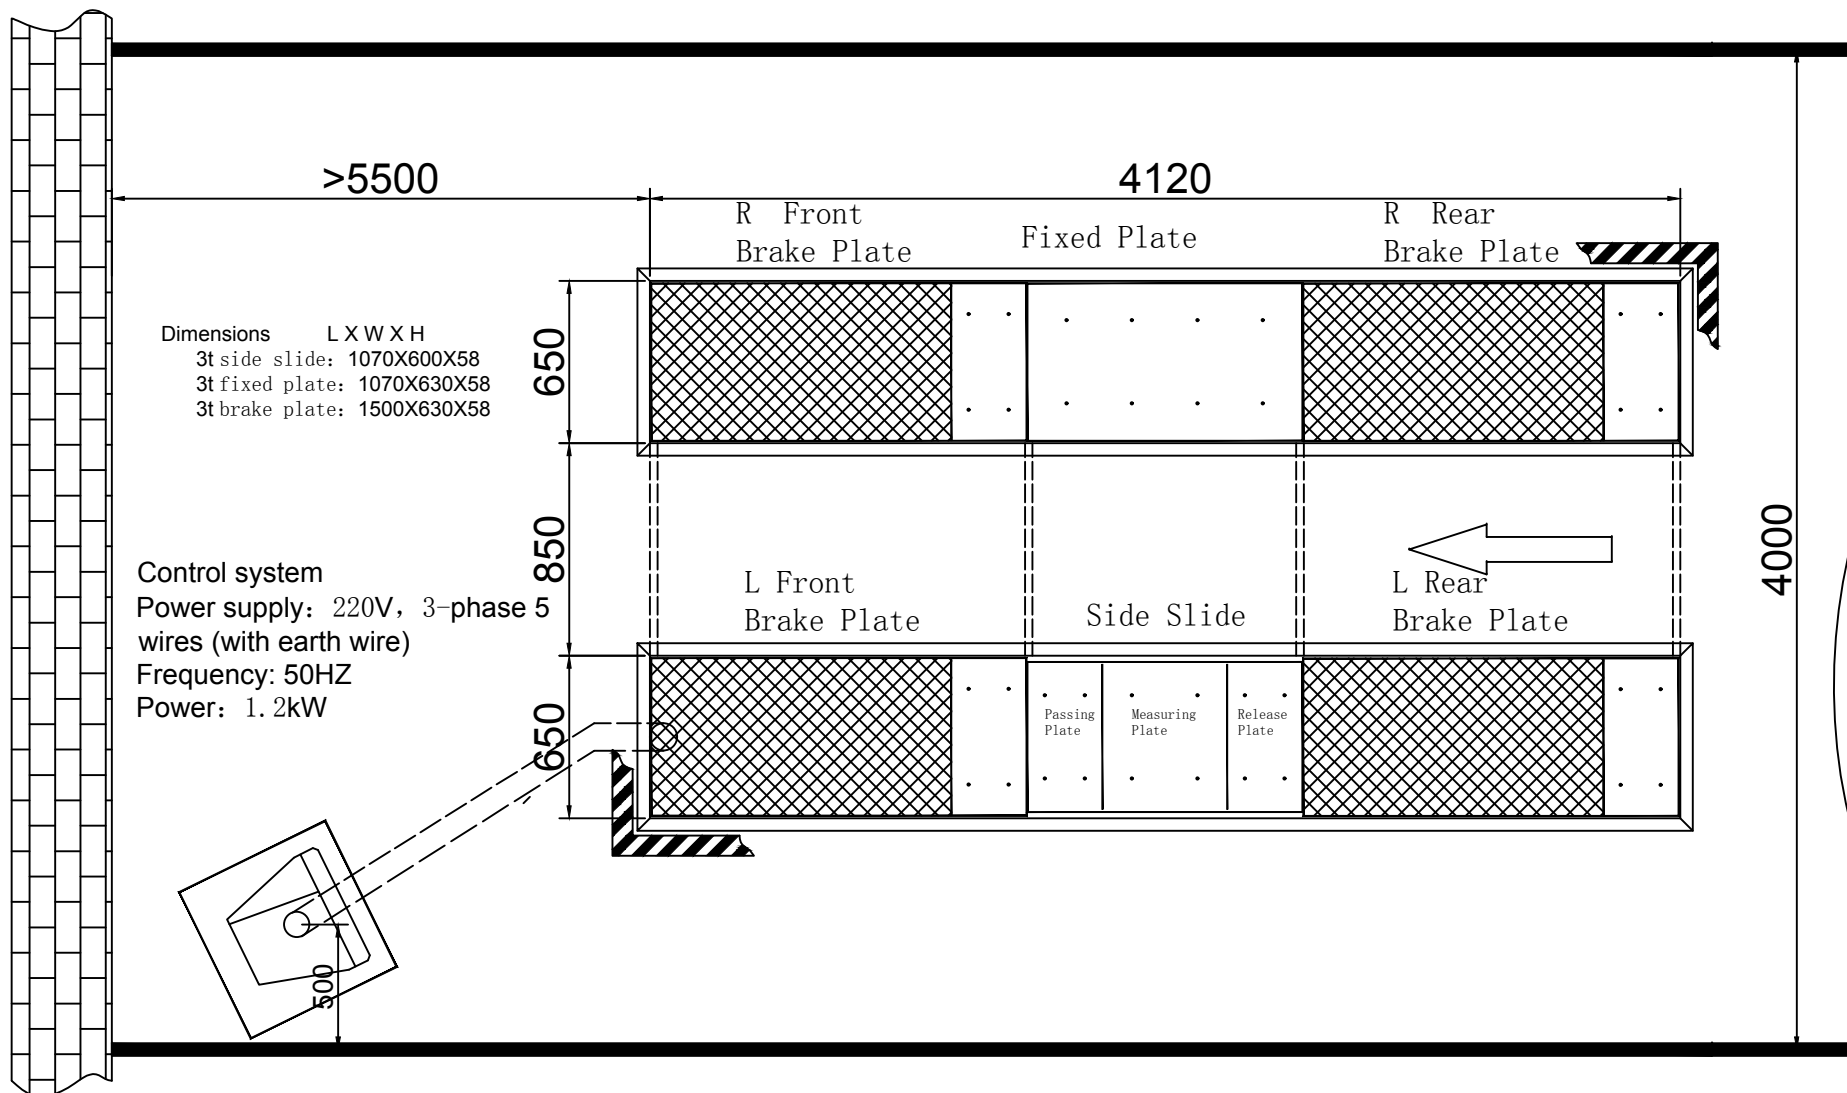 >5500
4120
R Front
Brake Plate
Fixed Plate
R Rear
Brake Plate
Dimensions L X W X H
3t side slide: 1070X600X58
3t fixed plate: 1070X630X58
3t brake plate: 1500X630X58
650
850
4000
Control system
Power supply: 220V, 3-phase 5
wires (with earth wire)
Frequency: 50HZ
Power: 1.2kW
L Front
Brake Plate
Side Slide
L Rear
Brake Plate
650
Passing
Plate
Measuring
Plate
Release
Plate
500